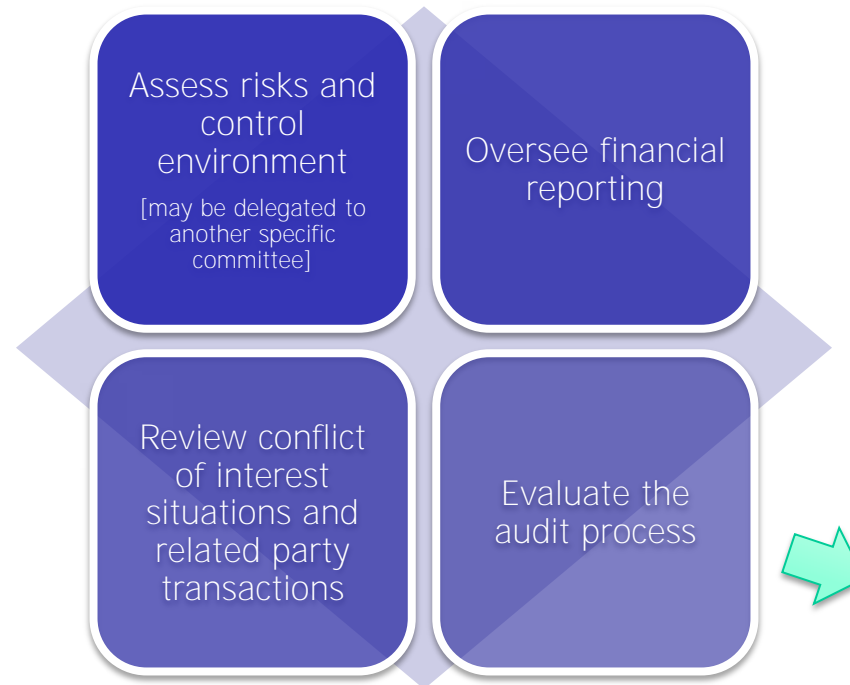 Assess risks and
control
environment
[may be delegated to
another specific
committee]
Oversee financial
reporting
Review conflict
of interest
situations and
related party
transactions
Evaluate the
audit process